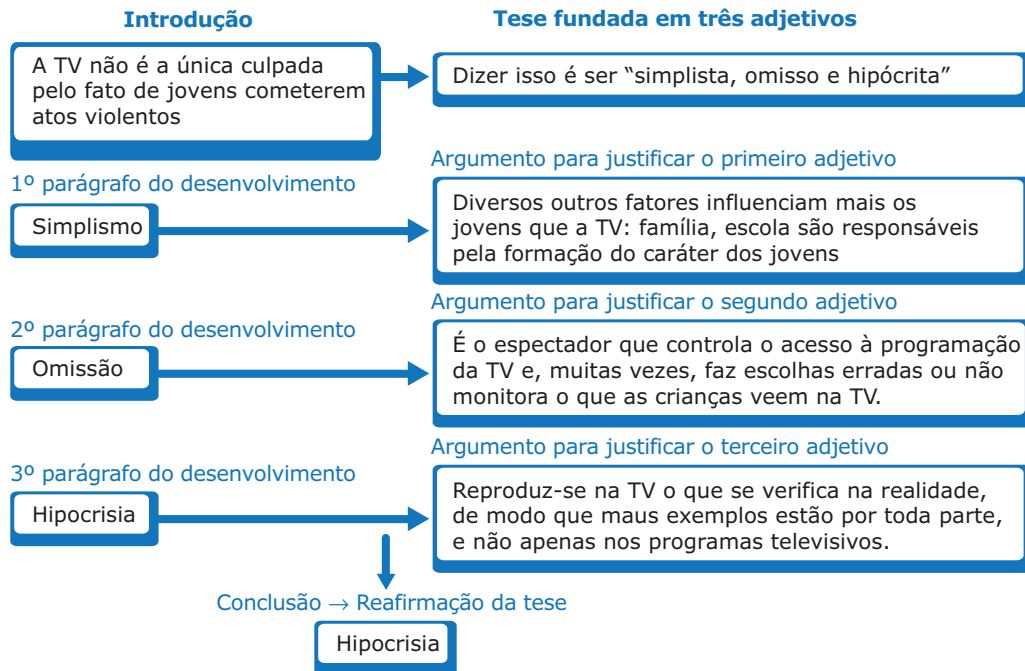 Introdução
Tese fundada em três adjetivos
A TV não é a única culpada
pelo fato de jovens cometerem
atos violentos
Dizer isso é ser “simplista, omisso e hipócrita”
Argumento para justificar o primeiro adjetivo
1º parágrafo do desenvolvimento
Simplismo
Diversos outros fatores influenciam mais os
jovens que a TV: família, escola são responsáveis
pela formação do caráter dos jovens
Argumento para justificar o segundo adjetivo
2º parágrafo do desenvolvimento
Omissão
É o espectador que controla o acesso à programação
da TV e, muitas vezes, faz escolhas erradas ou não
monitora o que as crianças veem na TV.
Argumento para justificar o terceiro adjetivo
3º parágrafo do desenvolvimento
Hipocrisia
Reproduz-se na TV o que se verifica na realidade,
de modo que maus exemplos estão por toda parte,
e não apenas nos programas televisivos.
Conclusão → Reafirmação da tese
Hipocrisia